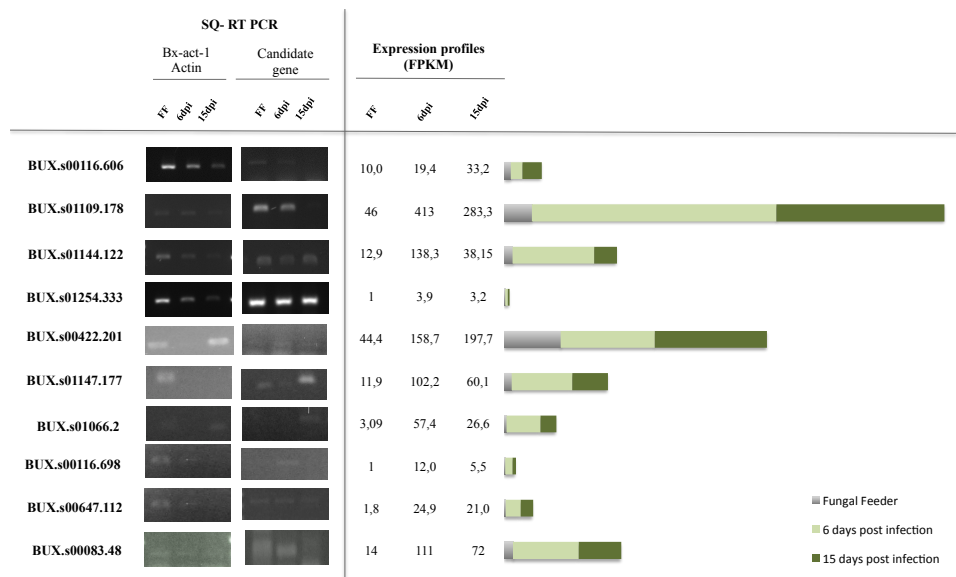 SQ- RT PCR
Bx-act-1 Actin
Candidate gene
Expression profiles (FPKM)
FF 6dpi 15dpi FF 6dpi 15dpi FF 6dpi 15dpi
BUX.s00116.606 10,0 19,4 33,2
BUX.s01109.178 46 413 283,3
BUX.s01144.122 12,9 138,3 38,15
BUX.s01254.333 1 3,9 3,2
BUX.s00422.201 44,4 158,7 197,7
BUX.s01147.177 11,9 102,2 60,1
BUX.s01066.2 3,09 57,4 26,6
BUX.s00116.698 1 12,0 5,5
BUX.s00647.112 1,8 24,9 21,0
BUX.s00083.48 14 111 72
Fungal Feeder
6 days post infection
15 days post infection